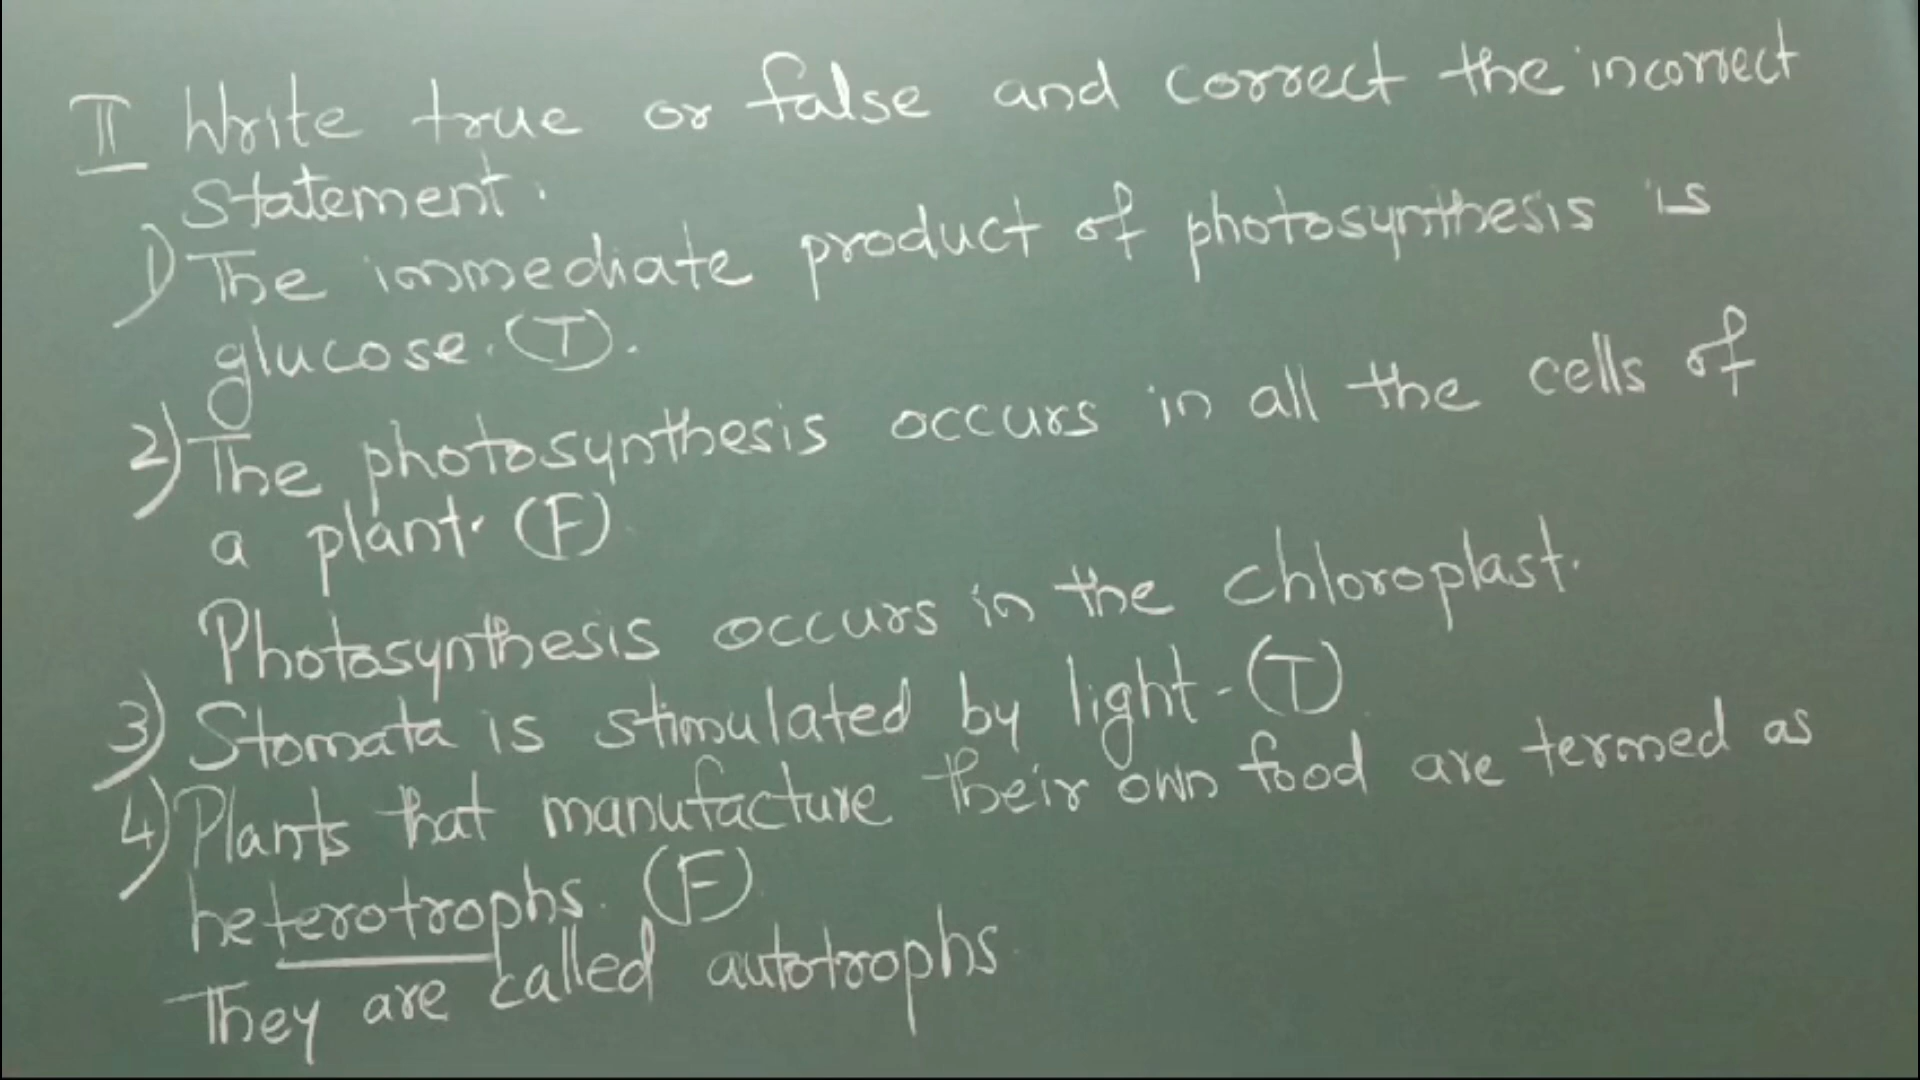 II Write true or false and correct the incorrect
statement.
1) The immediate product of photosynthesis is
glucose. (T).
2) The photosynthesis occurs in all the cells of
a plant. (F)
Photosynthesis occurs in the chloroplast.
3) Stomata is stimulated by light. (T)
4) Plants that manufacture their own food are termed as
heterotrophs. (F)
They are called autotrophs.